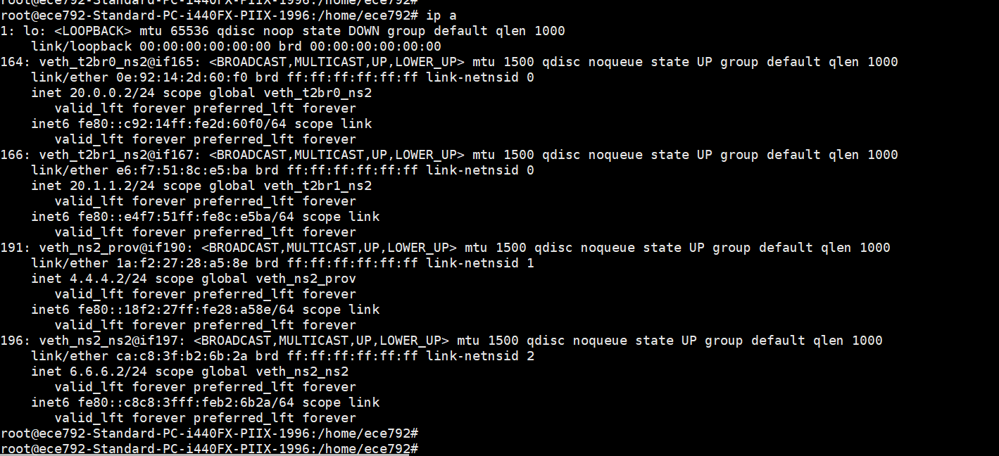 root@ece792-Standard-PC-i440FX-PIIX-1996:/home/ece792#
root@ece792-Standard-PC-i440FX-PIIX-1996:/home/ece792# ip a
1: lo: <LOOPBACK> mtu 65536 qdisc noop state DOWN group default qlen 1000
    link/loopback 00:00:00:00:00:00 brd 00:00:00:00:00:00
164: veth_t2br0_ns2@if165: <BROADCAST,MULTICAST,UP,LOWER_UP> mtu 1500 qdisc noqueue state UP group default qlen 1000
    link/ether 0e:92:14:2d:60:f0 brd ff:ff:ff:ff:ff:ff link-netnsid 0
    inet 20.0.0.2/24 scope global veth_t2br0_ns2
       valid_lft forever preferred_lft forever
    inet6 fe80::c92:14ff:fe2d:60f0/64 scope link
       valid_lft forever preferred_lft forever
166: veth_t2br1_ns2@if167: <BROADCAST,MULTICAST,UP,LOWER_UP> mtu 1500 qdisc noqueue state UP group default qlen 1000
    link/ether e6:f7:51:8c:e5:ba brd ff:ff:ff:ff:ff:ff link-netnsid 0
    inet 20.1.1.2/24 scope global veth_t2br1_ns2
       valid_lft forever preferred_lft forever
    inet6 fe80::e4f7:51ff:fe8c:e5ba/64 scope link
       valid_lft forever preferred_lft forever
191: veth_ns2_prov@if190: <BROADCAST,MULTICAST,UP,LOWER_UP> mtu 1500 qdisc noqueue state UP group default qlen 1000
    link/ether 1a:f2:27:28:a5:8e brd ff:ff:ff:ff:ff:ff link-netnsid 1
    inet 4.4.4.2/24 scope global veth_ns2_prov
       valid_lft forever preferred_lft forever
    inet6 fe80::18f2:27ff:fe28:a58e/64 scope link
       valid_lft forever preferred_lft forever
196: veth_ns2_ns2@if197: <BROADCAST,MULTICAST,UP,LOWER_UP> mtu 1500 qdisc noqueue state UP group default qlen 1000
    link/ether ca:c8:3f:b2:6b:2a brd ff:ff:ff:ff:ff:ff link-netnsid 2
    inet 6.6.6.2/24 scope global veth_ns2_ns2
       valid_lft forever preferred_lft forever
    inet6 fe80::c8c8:3fff:feb2:6b2a/64 scope link
       valid_lft forever preferred_lft forever
root@ece792-Standard-PC-i440FX-PIIX-1996:/home/ece792#
root@ece792-Standard-PC-i440FX-PIIX-1996:/home/ece792#